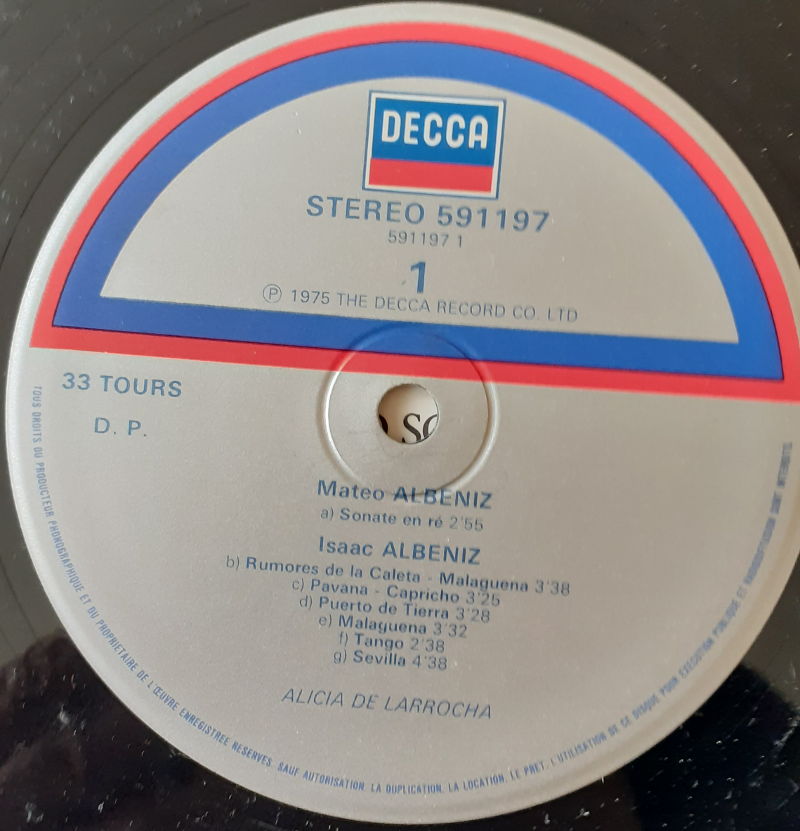 DECCA
STEREO 591197
591197 1
1
℗ 1975 THE DECCA RECORD CO. LTD
33 TOURS
D. P.
SC
Mateo ALBENIZ
a) Sonate en ré 2'55
Isaac ALBENIZ
b) Rumores de la Caleta - Malaguena 3'38
c) Pavana - Capricho 3'25
d) Puerto de Tierra 3'28
e) Malaguena 3'32
f) Tango 2'38
g) Sevilla 4'38
ALICIA DE LARROCHA
TOUS DROITS DU PRODUCTEUR PHONOGRAPHIQUE ET DU PROPRIETAIRE DE L'ŒUVRE ENREGISTREE RESERVES. SAUF AUTORISATION. LA DUPLICATION, LA LOCATION, LE PRET, L'UTILISATION DE CE DISQUE POUR EXECUTION PUBLIQUE ET RADIODIFFUSION SONT INTERDITS